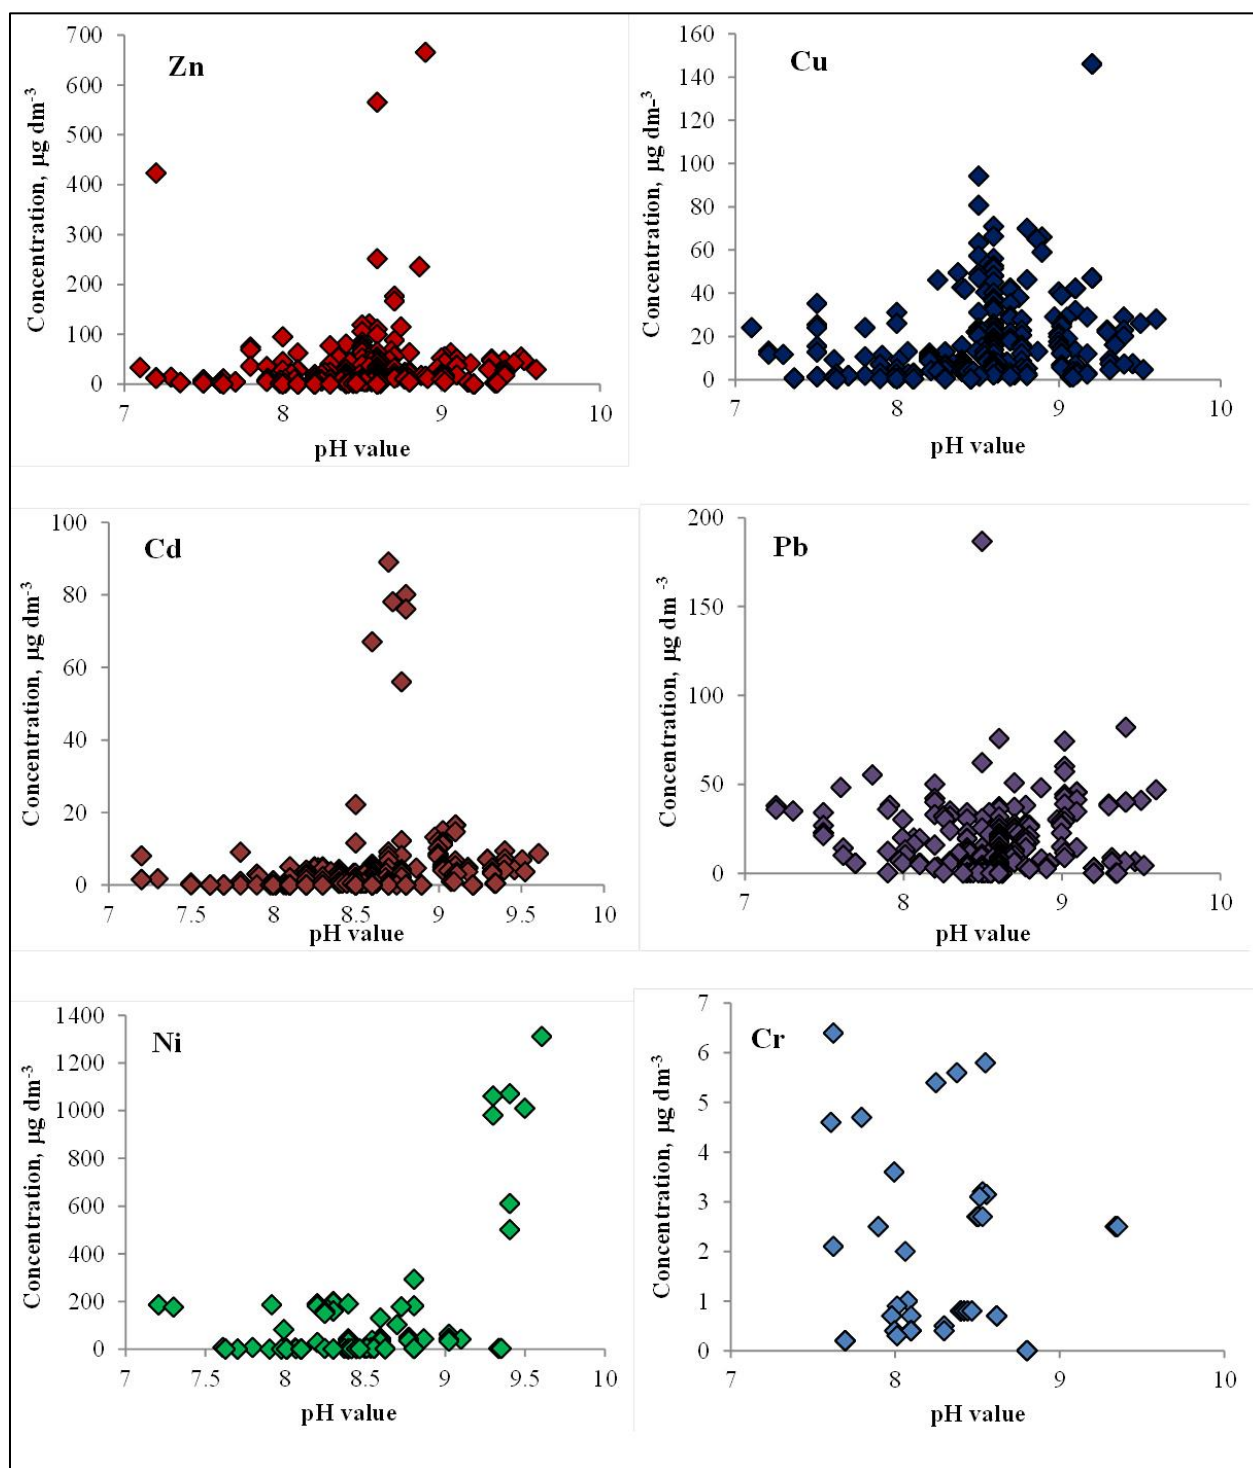 Zn
Concentration, µg dm-3
700
600
500
400
300
200
100
0
7 8 9 10
pH value
Cu
Concentration, µg dm-3
160
140
120
100
80
60
40
20
0
7 8 9 10
pH value
Cd
Concentration, µg dm-3
100
80
60
40
20
0
7 7.5 8 8.5 9 9.5 10
pH value
Pb
Concentration, µg dm -3
200
150
100
50
0
7 8 9 10
pH value
Ni
Concentration, µg dm-3
1400
1200
1000
800
600
400
200
0
7 7.5 8 8.5 9 9.5 10
pH value
Cr
Concentration, µg dm-3
7
6
5
4
3
2
1
0
7 8 9 10
pH value